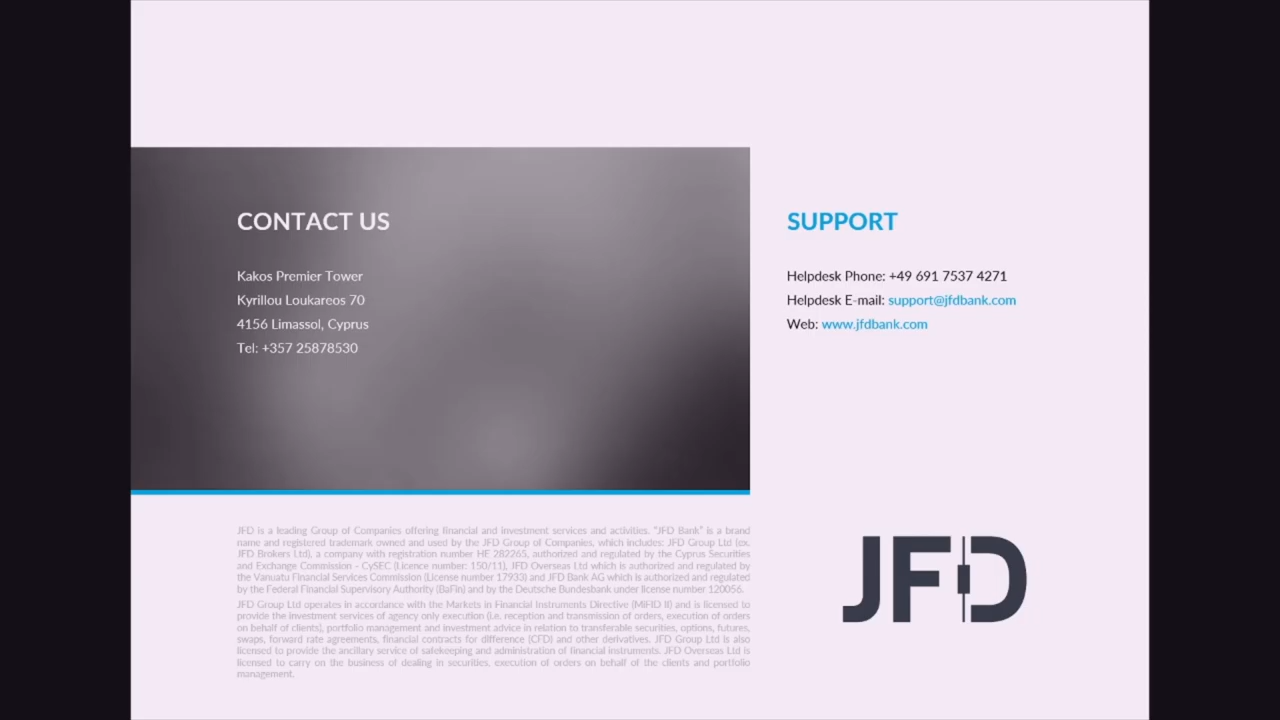 CONTACT US
Kakos Premier Tower
Kyrillou Loukareos 70
4156 Limassol, Cyprus
Tel: +357 25878530
SUPPORT
Helpdesk Phone: +49 691 7537 4271
Helpdesk E-mail: support@jfdbank.com
Web: www.jfdbank.com
JFD is a leading Group of Companies offering financial and investment services and activities. "JFD Bank" is a brand
name and registered trademark owned and used by the JFD Group of Companies, which includes: JFD Group Ltd (ex.
JFD Brokers Ltd), a company with registration number HE 282265, authorized and regulated by the Cyprus Securities
and Exchange Commission - CySEC (Licence number: 150/11), JFD Overseas Ltd which is authorized and regulated by
the Vanuatu Financial Services Commission (License number 17933) and JFD Bank AG which is authorized and regulated
by the Federal Financial Supervisory Authority (BaFin) and by the Deutsche Bundesbank under license number 120056.
JFD Group Ltd operates in accordance with the Markets in Financial Instruments Directive (MiFID II) and is licensed to
provide the investment services of agency only execution (i.e. reception and transmission of orders, execution of orders
on behalf of clients), portfolio management and investment advice in relation to transferable securities, options, futures,
swaps, forward rate agreements, financial contracts for difference (CFD) and other derivatives. JFD Group Ltd is also
licensed to provide the ancillary service of safekeeping and administration of financial instruments. JFD Overseas Ltd is
licensed to carry on the business of dealing in securities, execution of orders on behalf of the clients and portfolio
management.
JFD